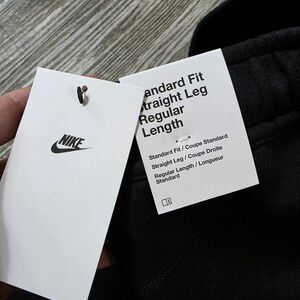 NIKE
andard Fit
traight Leg
Regular
Length
Standard Fit / Coupe Standard
Straight Leg / Coupe Droite
Regular Length / Longueur
Standard